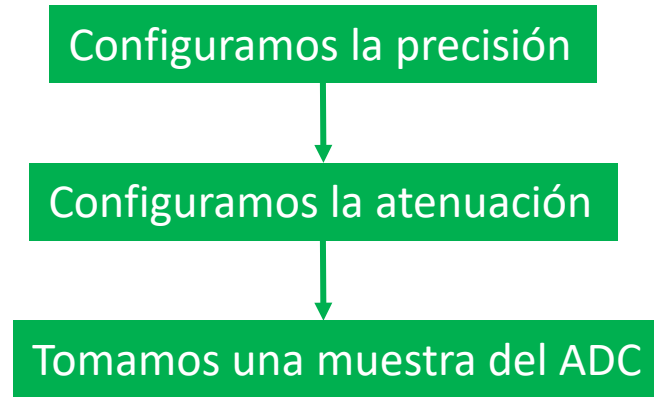 Configuramos la precisión
Configuramos la atenuación
Tomamos una muestra del ADC